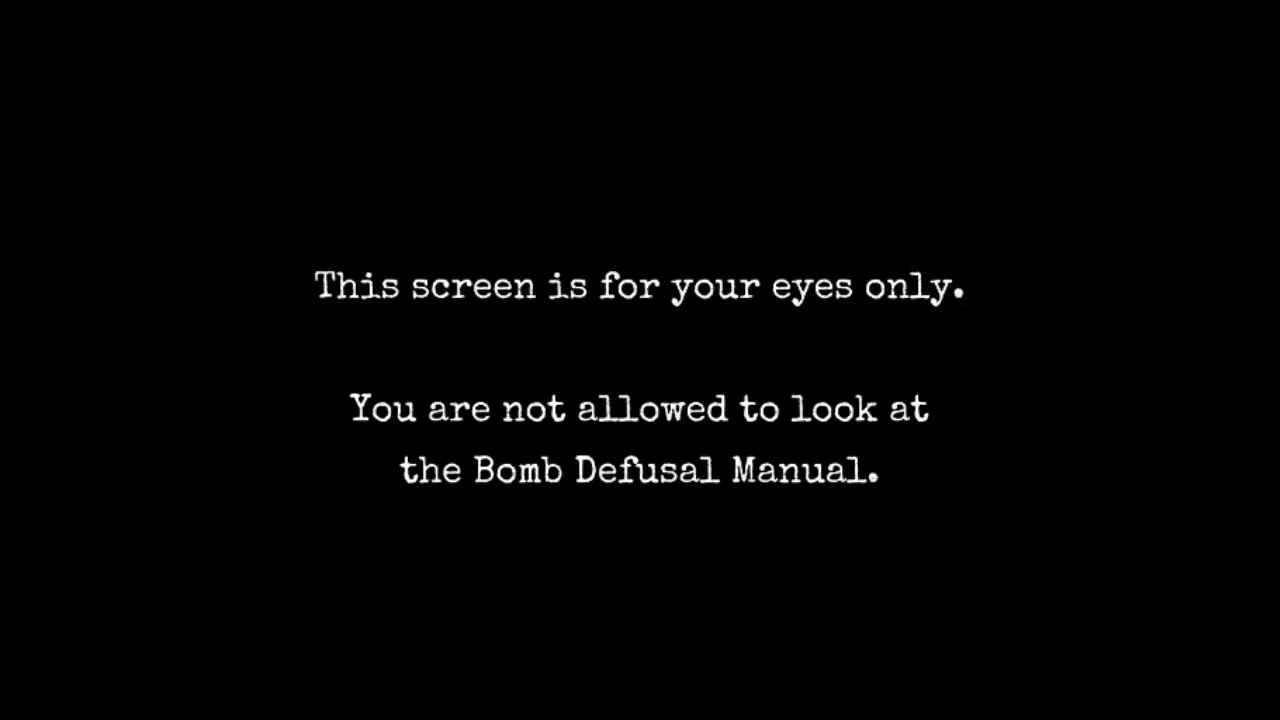 This screen is for your eyes only.
You are not allowed to look at
the Bomb Defusal Manual.